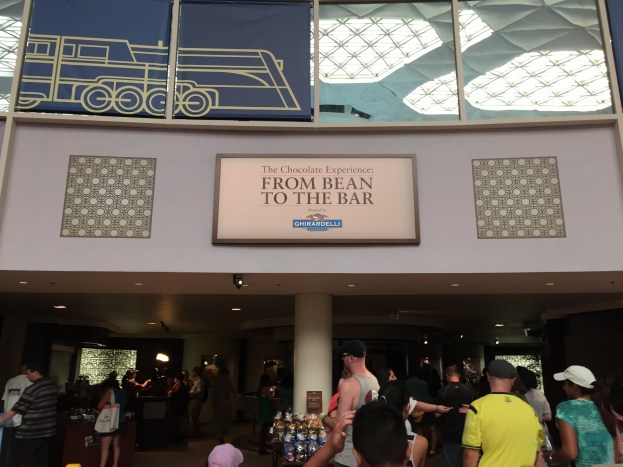 The Chocolate Experience:
FROM BEAN
TO THE BAR
GHIRARDELLI